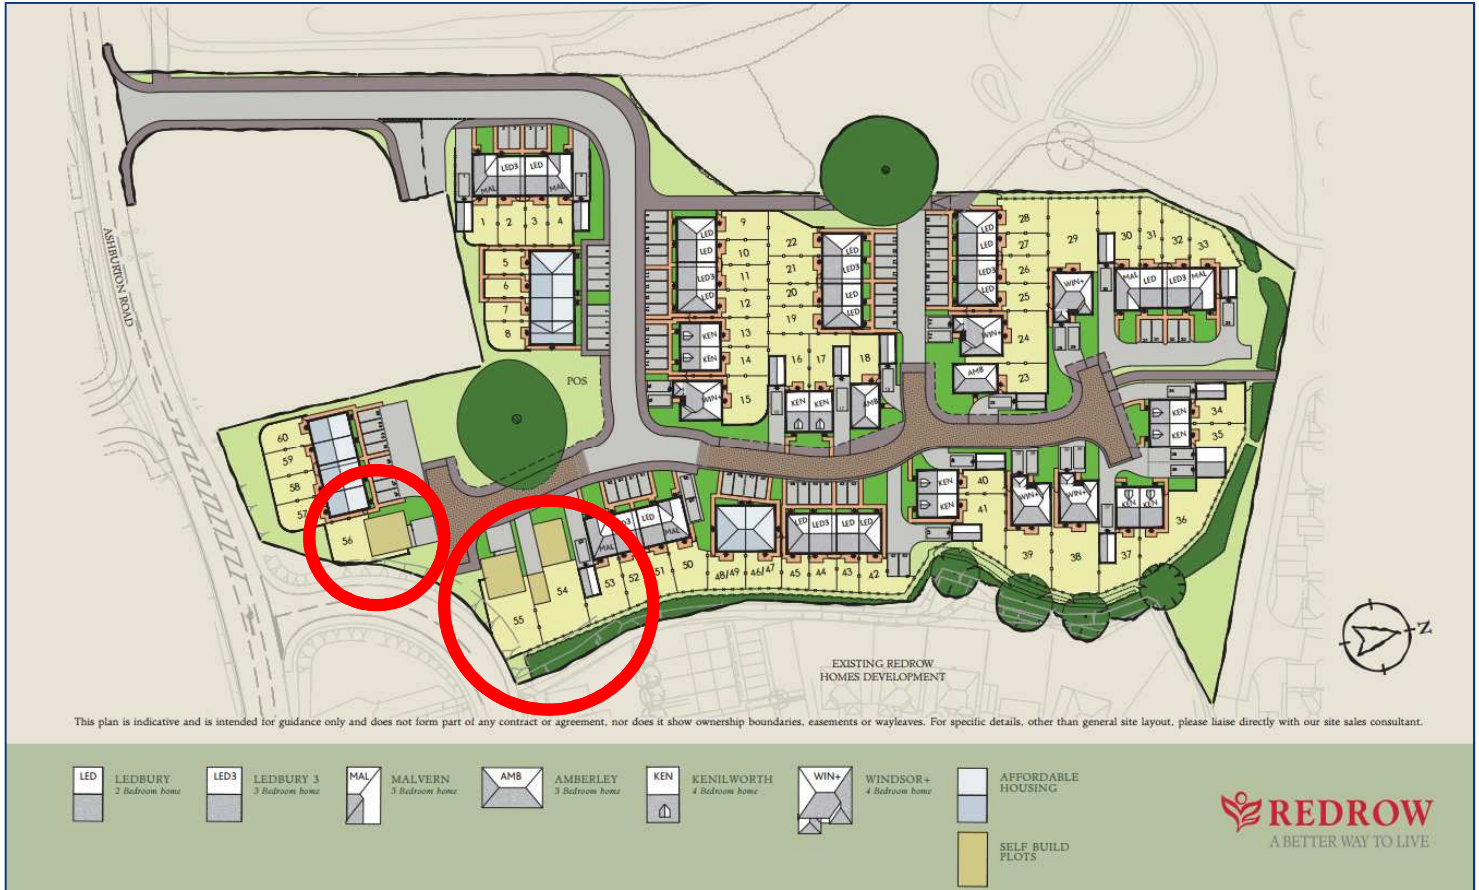 ASHBURTON ROAD
LED3 LED
MAL MAL
1 2 3 4
5
6
7
8
POS
LED
LED
LED3
LED
9
10
11
12
KEN
KEN
13
14
WIN+
15
22
21
20
19
LED
LED3
LED
LED
16 17 18
KEN KEN
AMB
LED
LED
LED3
LED
28
27
26
25
WIN+
24
AMB
23
29
WIN+
30 31 32 33
MAL LED LED3 MAL
KEN
KEN
34
35
36
KEN KEN
37
WIN+
38
WIN+
39
KEN
KEN
40
41
LED LED3 LED LED
45 44 43 42
48/49 46/47
LED3 LED
MAL MAL
53 52 51 50
54
55
56
60
59
58
57
EXISTING REDROW
HOMES DEVELOPMENT
Z
This plan is indicative and is intended for guidance only and does not form part of any contract or agreement, nor does it show ownership boundaries, easements or wayleaves. For specific details, other than general site layout, please liaise directly with our site sales consultant.
LED
LEDBURY
2 Bedroom home
LED3
LEDBURY 3
3 Bedroom home
MAL
MALVERN
3 Bedroom home
AMB
AMBERLEY
3 Bedroom home
KEN
KENILWORTH
4 Bedroom home
WIN+
WINDSOR+
4 Bedroom home
AFFORDABLE
HOUSING
SELF BUILD
PLOTS
REDROW
A BETTER WAY TO LIVE